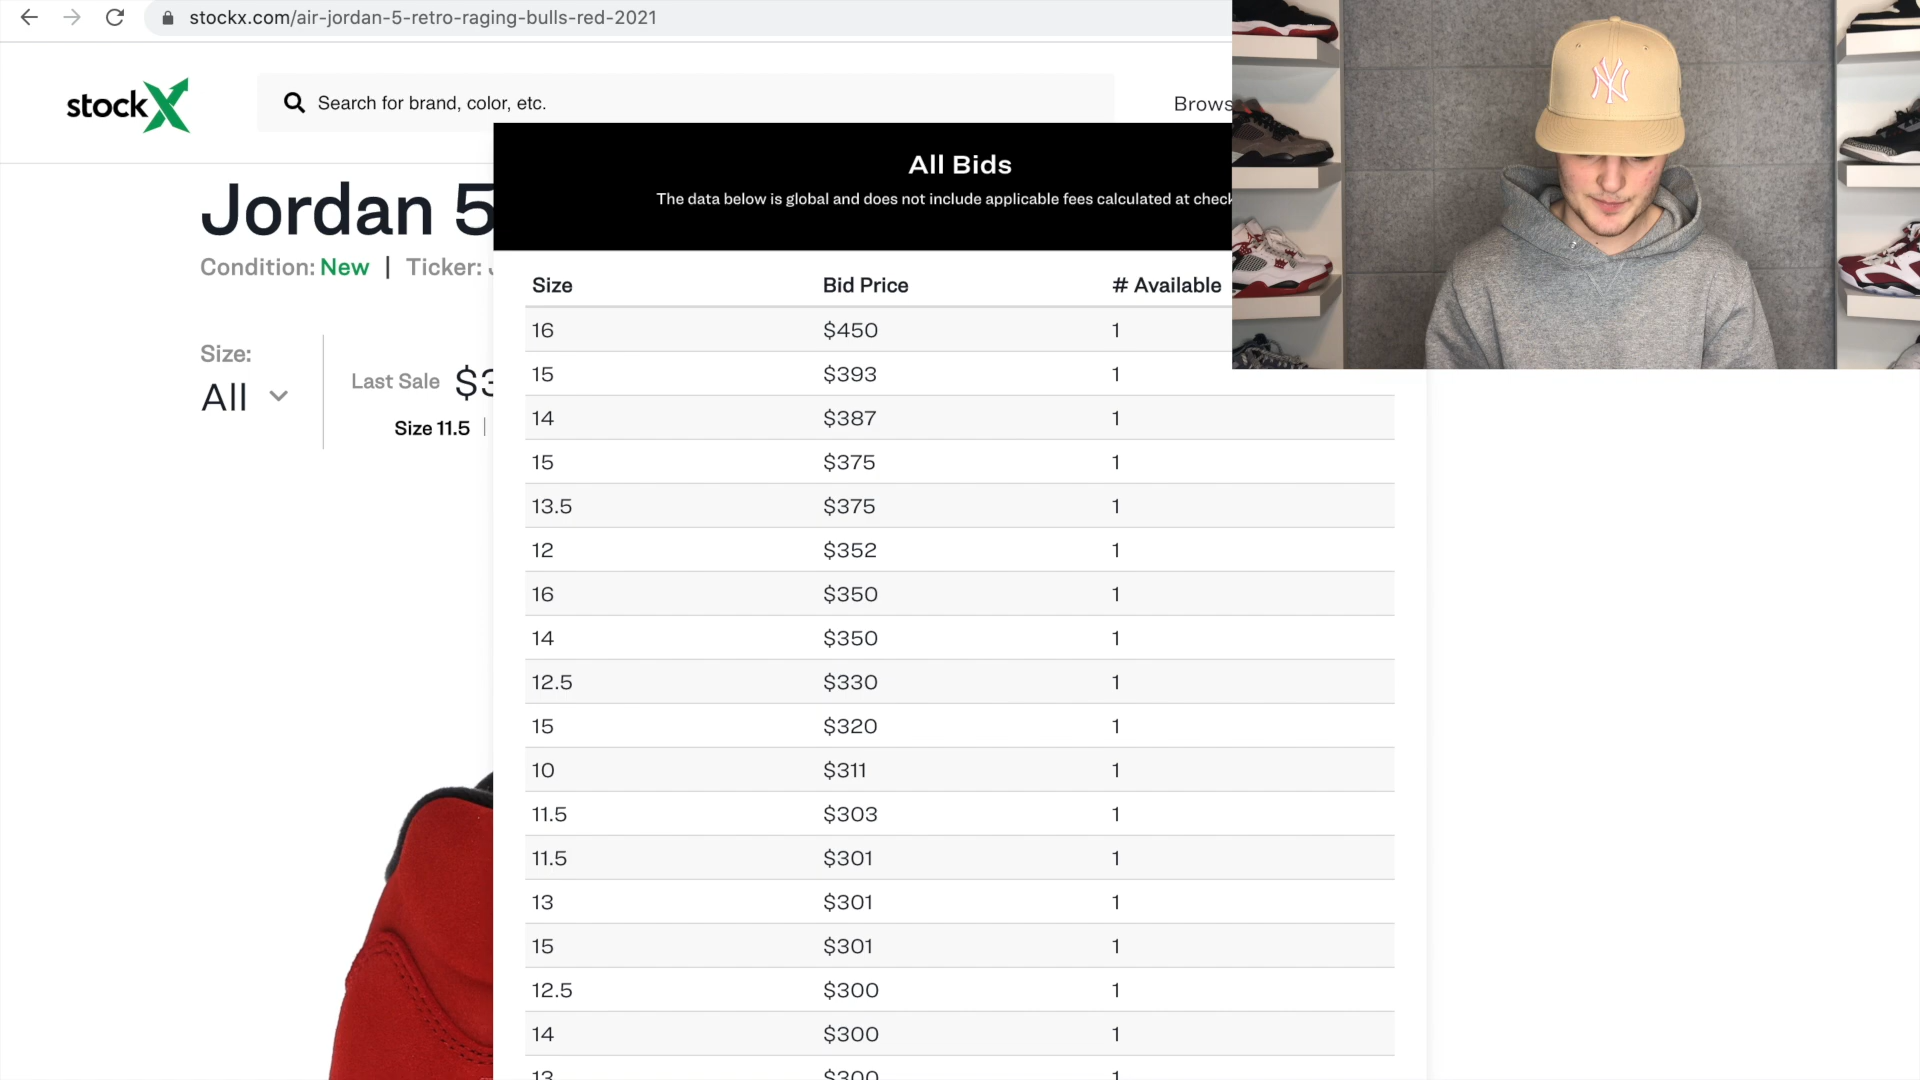 stockx.com/air-jordan-5-retro-raging-bulls-red-2021
stockX
Search for brand, color, etc.
Brows
All Bids
The data below is global and does not include applicable fees calculated at check
Jordan 5
Condition: New | Ticker:
Size:
All
Last Sale $3
Size 11.5 |
Size Bid Price # Available
16 $450 1
15 $393 1
14 $387 1
15 $375 1
13.5 $375 1
12 $352 1
16 $350 1
14 $350 1
12.5 $330 1
15 $320 1
10 $311 1
11.5 $303 1
11.5 $301 1
13 $301 1
15 $301 1
12.5 $300 1
14 $300 1
13 $300 1
NY